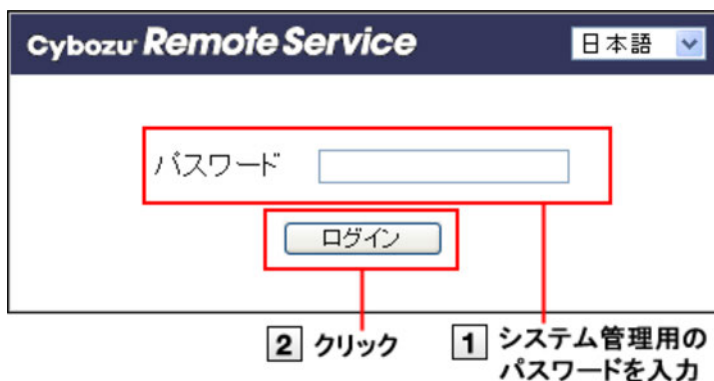 Cybozu Remote Service 日本語
パスワード
ログイン
2 クリック
1 システム管理用の
パスワードを入力